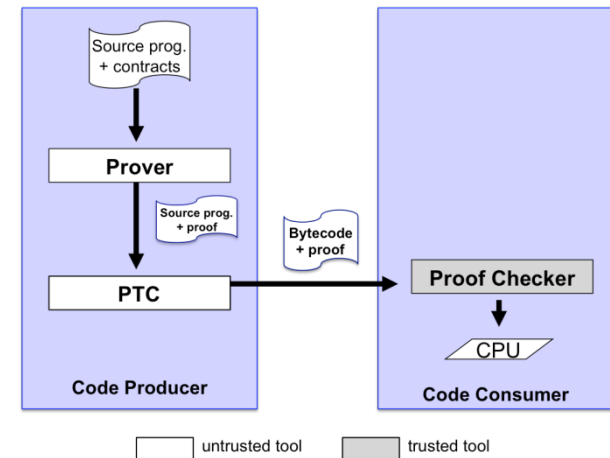 Source prog.
+ contracts
Prover
Source prog.
+ proof
Bytecode
+ proof
PTC
Proof Checker
CPU
Code Producer
Code Consumer
untrusted tool
trusted tool